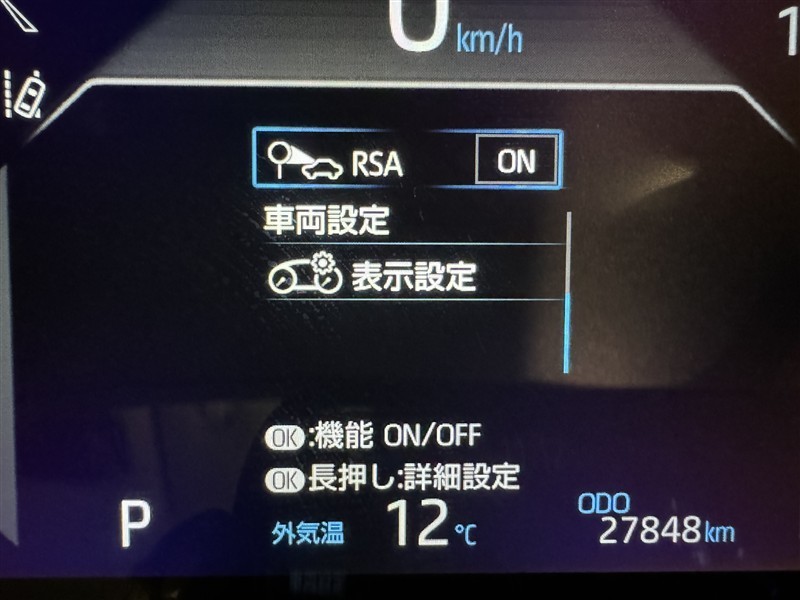 0 km/h
1
RSA ON
車両設定
表示設定
OK:機能 ON/OFF
OK長押し:詳細設定
P 外気温 12℃ ODO 27848km